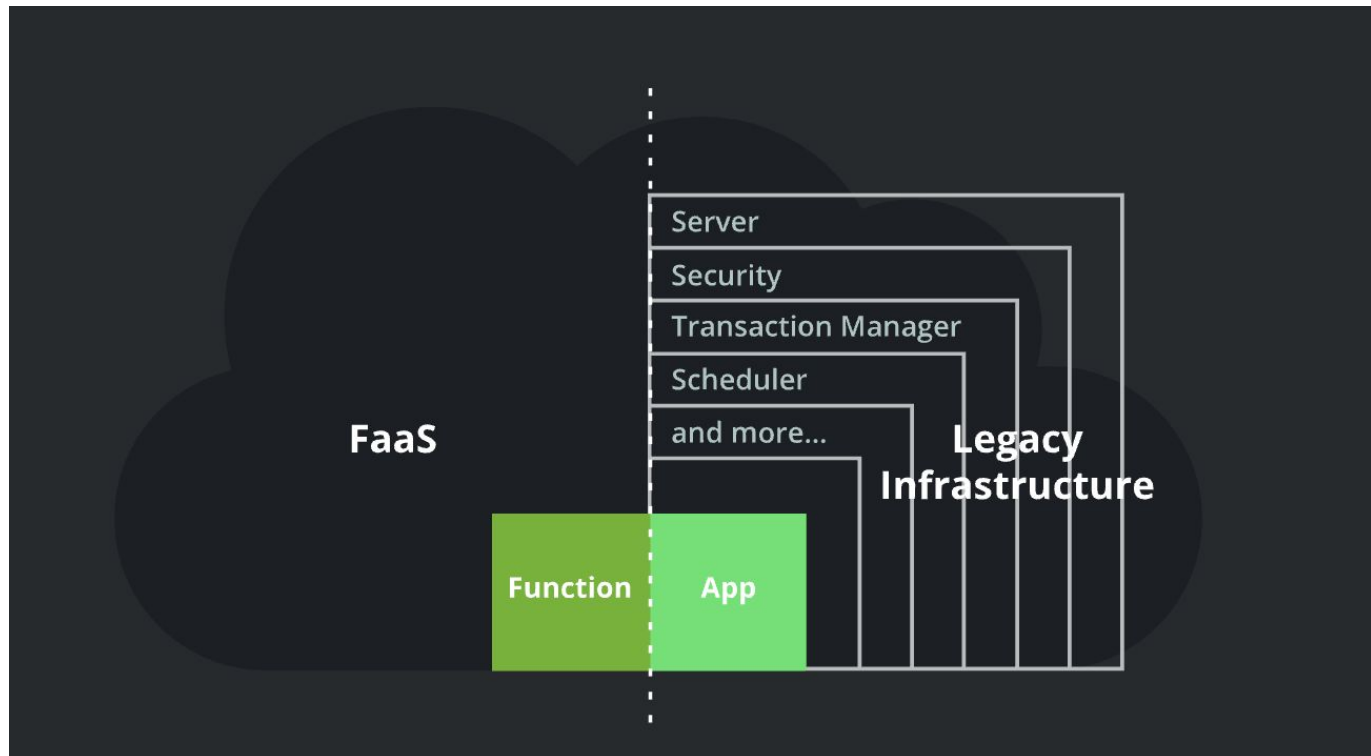 Server
Security
Transaction Manager
Scheduler
and more...
FaaS
Legacy
Infrastructure
Function
App